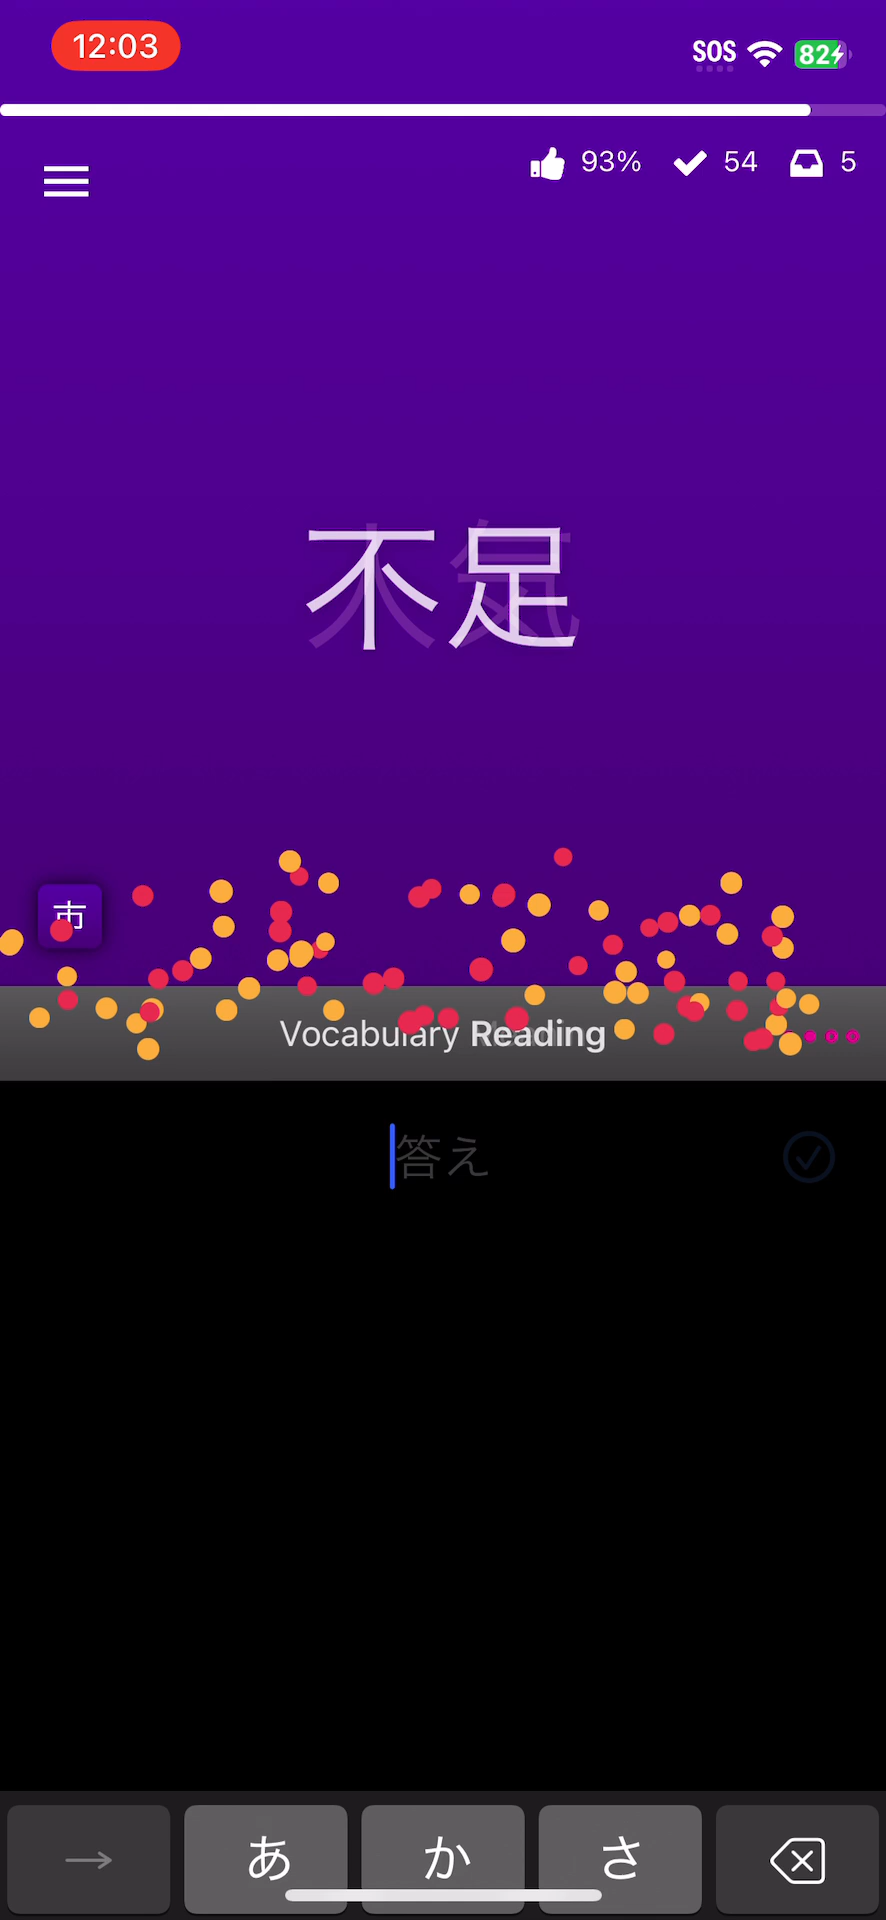 12:03
SOS
82
93%
54
5
不足
市
Vocabulary Reading
答え
→
あ
か
さ